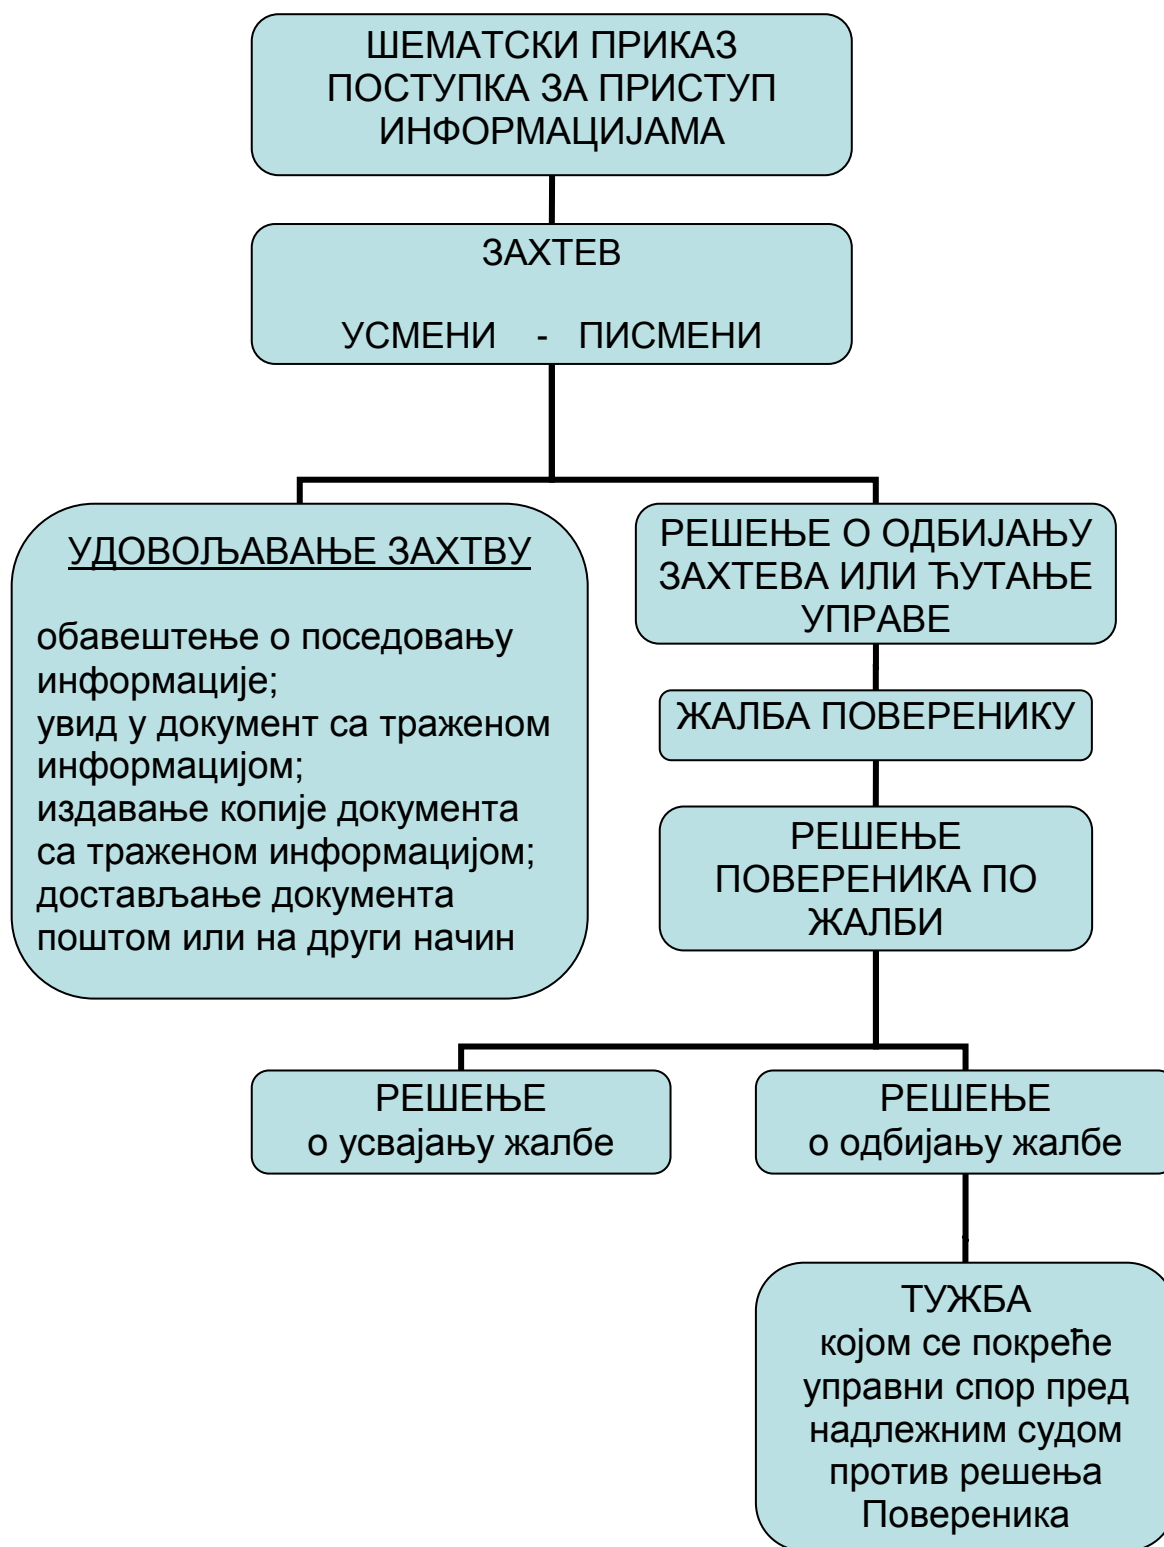 ШЕМАТСКИ ПРИКАЗ
ПОСТУПКА ЗА ПРИСТУП
ИНФОРМАЦИЈАМА
ЗАХТЕВ
УСМЕНИ - ПИСМЕНИ
УДОВОЉАВАЊЕ ЗАХТВУ
обавештење о поседовању
информације;
увид у документ са траженом
информацијом;
издавање копије документа
са траженом информацијом;
достављање документа
поштом или на други начин
РЕШЕЊЕ О ОДБИЈАЊУ
ЗАХТЕВА ИЛИ ЋУТАЊЕ
УПРАВЕ
ЖАЛБА ПОВЕРЕНИКУ
РЕШЕЊЕ
ПОВЕРЕНИКА ПО
ЖАЛБИ
РЕШЕЊЕ
о усвајању жалбе
РЕШЕЊЕ
о одбијању жалбе
ТУЖБА
којом се покреће
управни спор пред
надлежним судом
против решења
Повереника